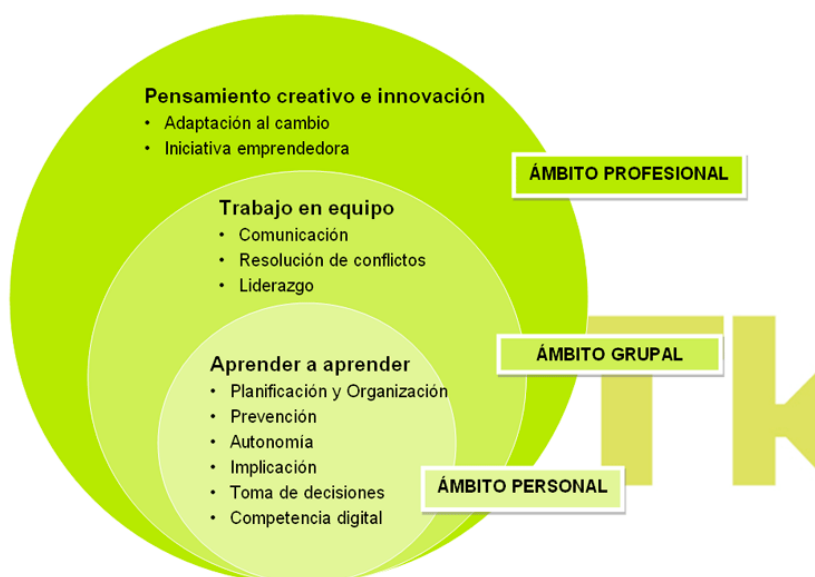 Pensamiento creativo e innovación
• Adaptación al cambio
• Iniciativa emprendedora
ÁMBITO PROFESIONAL
Trabajo en equipo
• Comunicación
• Resolución de conflictos
• Liderazgo
ÁMBITO GRUPAL
Aprender a aprender
• Planificación y Organización
• Prevención
• Autonomía
• Implicación
• Toma de decisiones
• Competencia digital
ÁMBITO PERSONAL
Tk